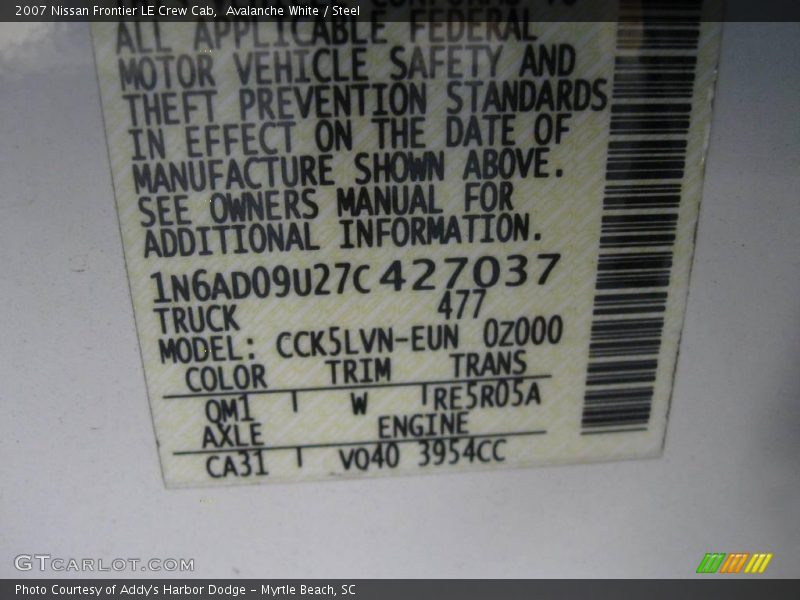 2007 Nissan Frontier LE Crew Cab, Avalanche White / Steel
ALL APPLICABLE FEDERAL
MOTOR VEHICLE SAFETY AND
THEFT PREVENTION STANDARDS
IN EFFECT ON THE DATE OF
MANUFACTURE SHOWN ABOVE.
SEE OWNERS MANUAL FOR
ADDITIONAL INFORMATION.
1N6AD09U27C427037
TRUCK 477
MODEL: CCK5LVN-EUN 0Z000
COLOR TRIM TRANS
QM1 W RE5R05A
AXLE ENGINE
CA31 VQ40 3954CC
GTCARLOT.COM
Photo Courtesy of Addy's Harbor Dodge – Myrtle Beach, SC